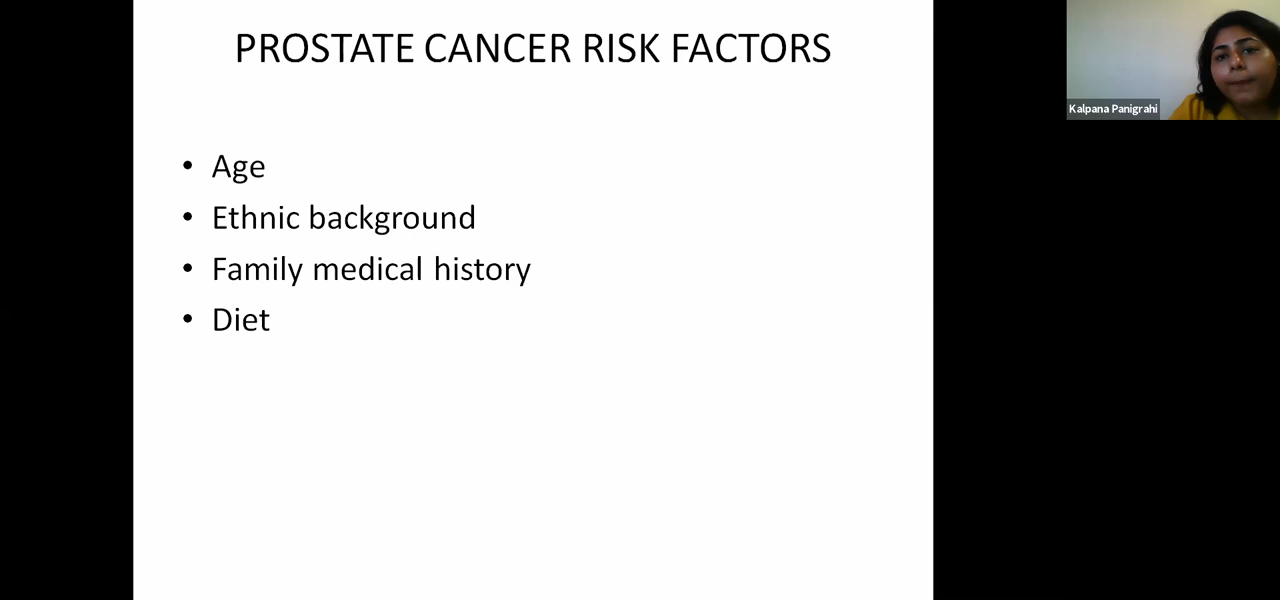 PROSTATE CANCER RISK FACTORS
• Age
• Ethnic background
• Family medical history
• Diet
Kalpana Panigrahi